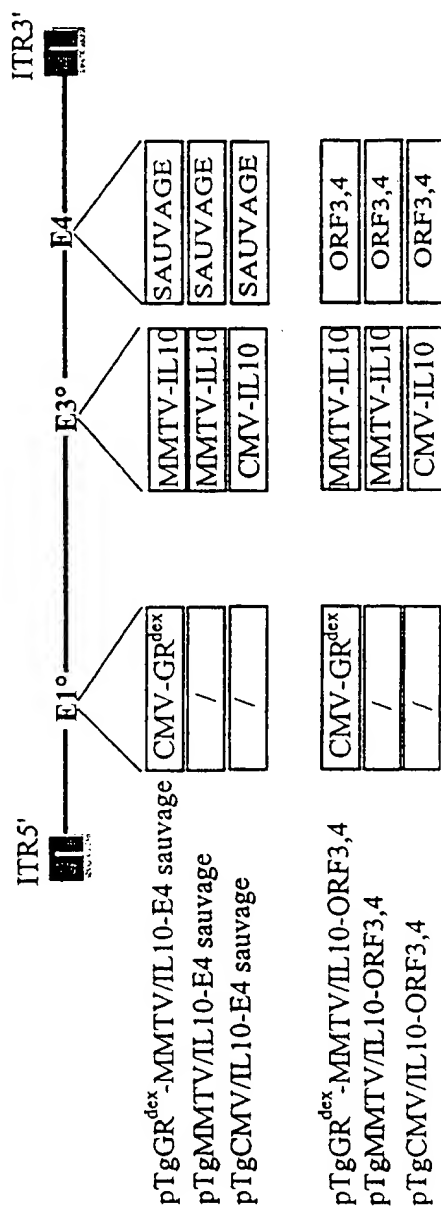 ITR5' E1° E3° E4 ITR3'
pTgGR^dex-MMTV/IL10-E4 sauvage CMV-GR^dex MMTV-IL10 SAUVAGE
pTgMMTV/IL10-E4 sauvage / MMTV-IL10 SAUVAGE
pTgCMV/IL10-E4 sauvage / CMV-IL10 SAUVAGE
pTgGR^dex-MMTV/IL10-ORF3,4 CMV-GR^dex MMTV-IL10 ORF3,4
pTgMMTV/IL10-ORF3,4 / MMTV-IL10 ORF3,4
pTgCMV/IL10-ORF3,4 / CMV-IL10 ORF3,4